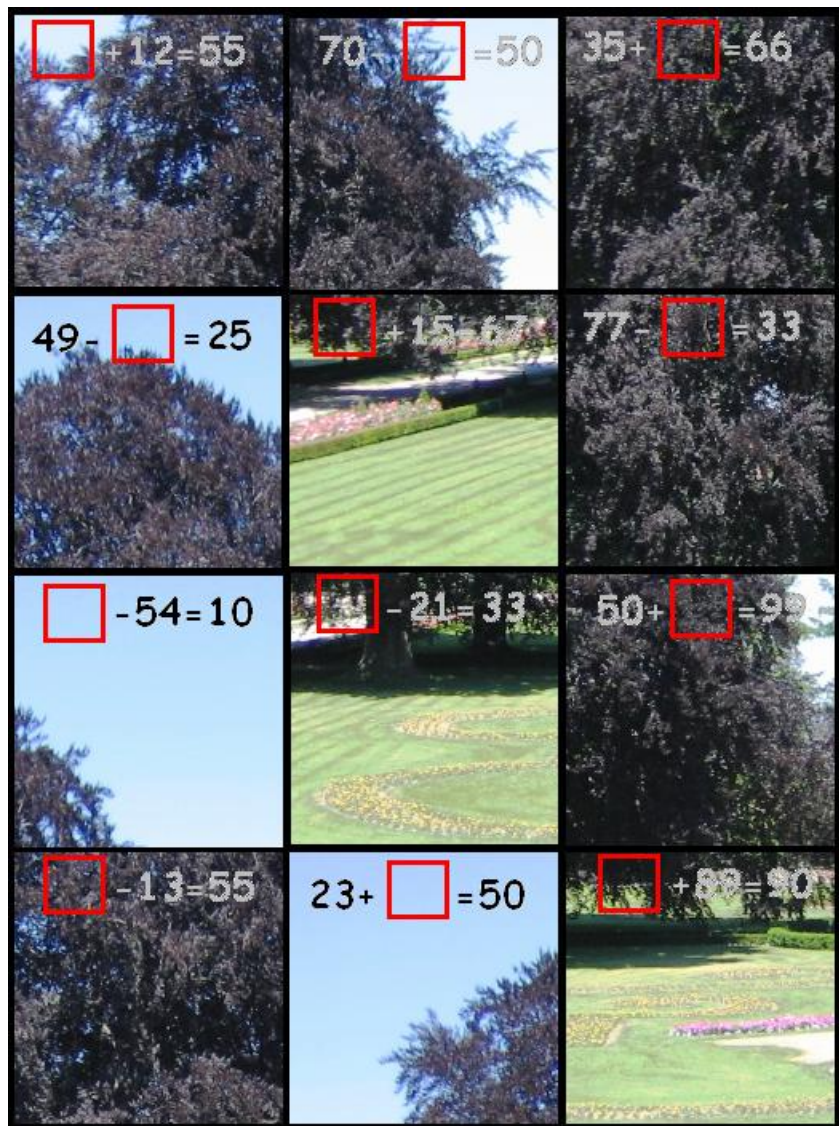 ☐ +12=55
70- ☐ =50
35+ ☐ =66
49- ☐ =25
☐ +15=67
77- ☐ =33
☐ -54=10
☐ -21=33
50+ ☐ =99
☐ -13=55
23+ ☐ =50
☐ +89=90